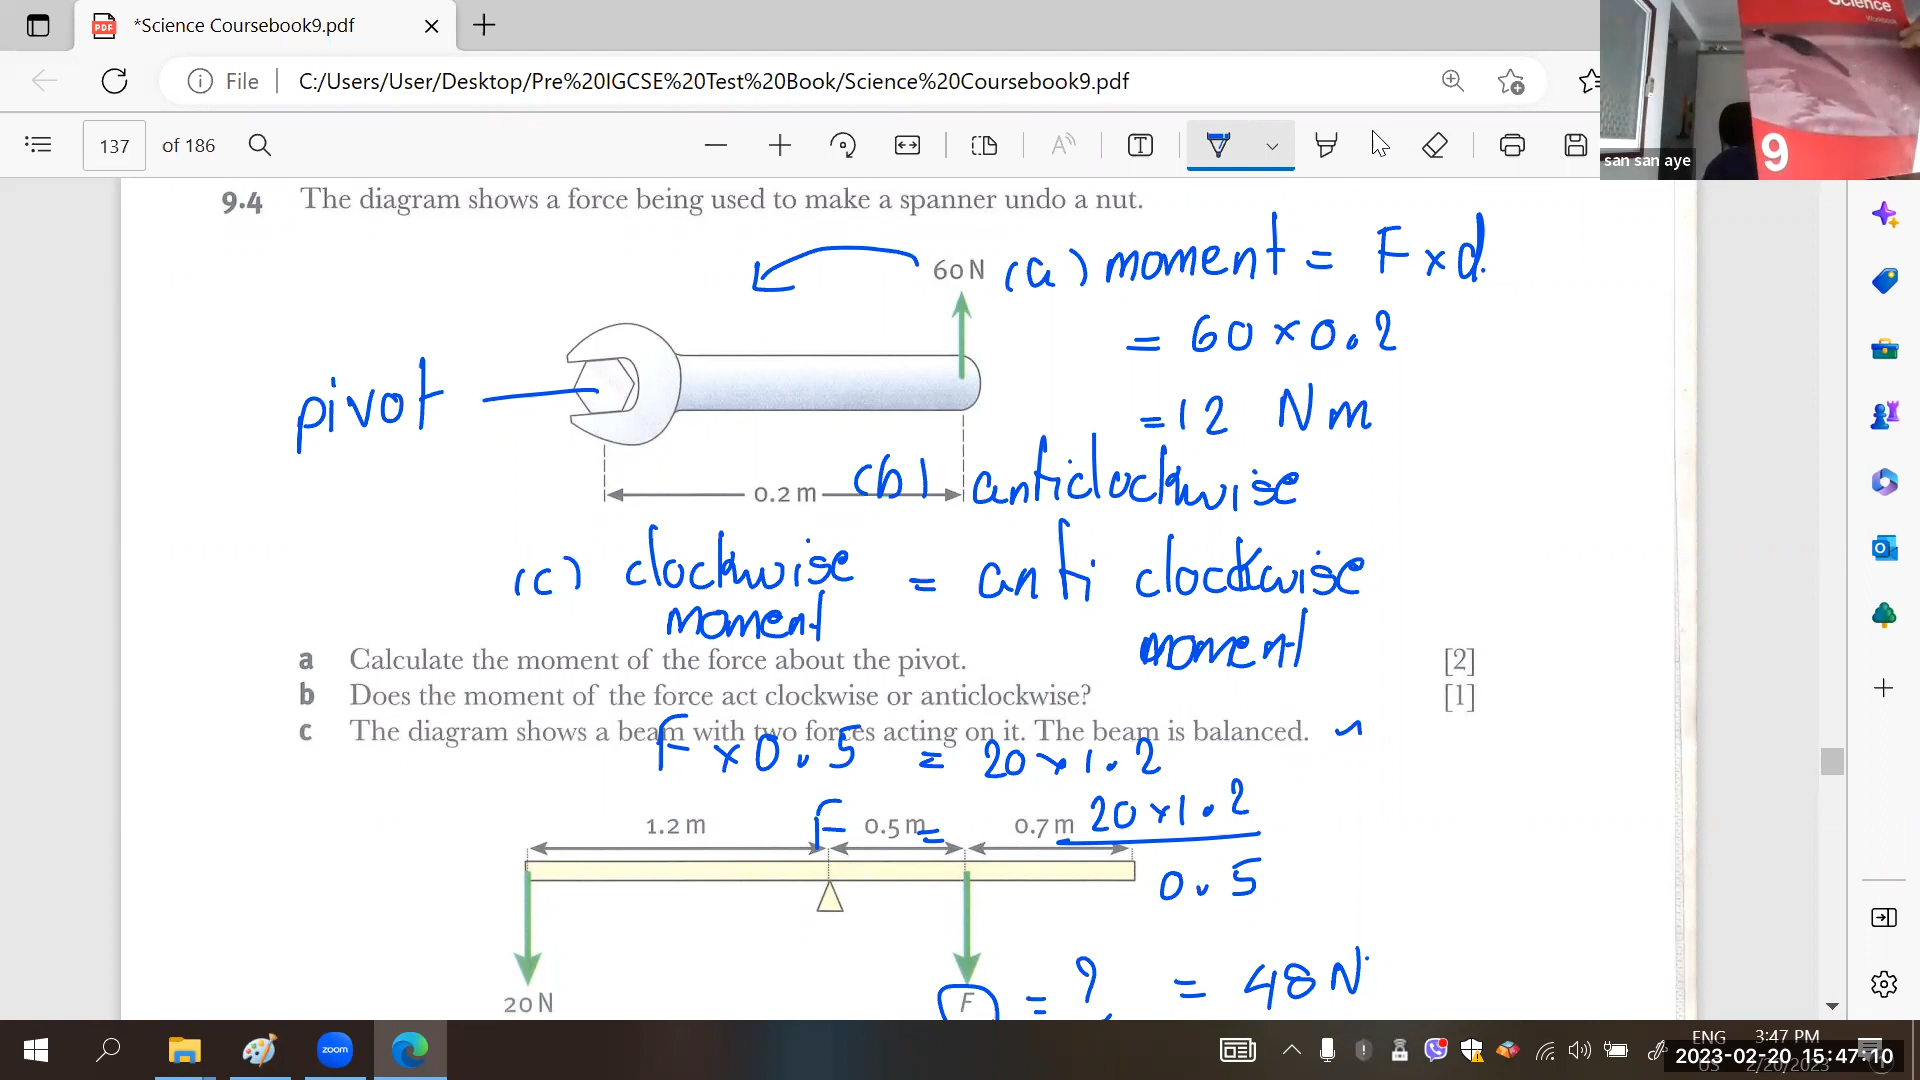 *Science Coursebook9.pdf
File C:/Users/User/Desktop/Pre%20IGCSE%20Test%20Book/Science%20Coursebook9.pdf
137 of 186
Science
9
san san aye
9.4 The diagram shows a force being used to make a spanner undo a nut.
60 N
(a) moment = F × d.
= 60 × 0.2
pivot
= 12 Nm
0.2 m
(b) anticlockwise
(c) clockwise moment = anti clockwise moment
a Calculate the moment of the force about the pivot. [2]
b Does the moment of the force act clockwise or anticlockwise? [1]
c The diagram shows a beam with two forces acting on it. The beam is balanced.
F × 0.5 = 20 × 1.2
1.2 m 0.5 m 0.7 m
F = 20 × 1.2
0.5
20 N
F = ? = 48 N
zoom
ENG 3:47 PM
2023-02-20 15:47:10